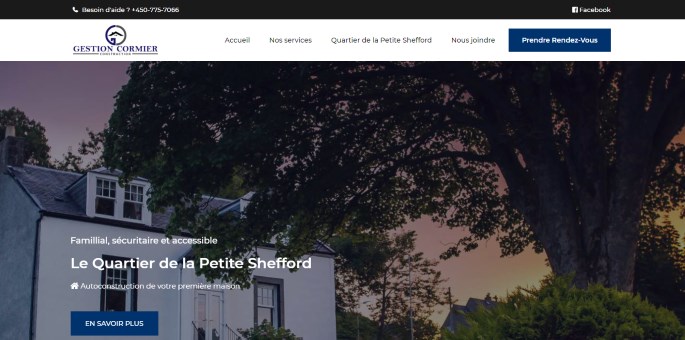 Besoin d'aide ? +450-775-7066
Facebook
GESTION CORMIER
CONSTRUCTION
Accueil
Nos services
Quartier de la Petite Shefford
Nous joindre
Prendre Rendez-Vous
Famillial, sécuritaire et accessible
Le Quartier de la Petite Shefford
Autoconstruction de votre première maison
EN SAVOIR PLUS